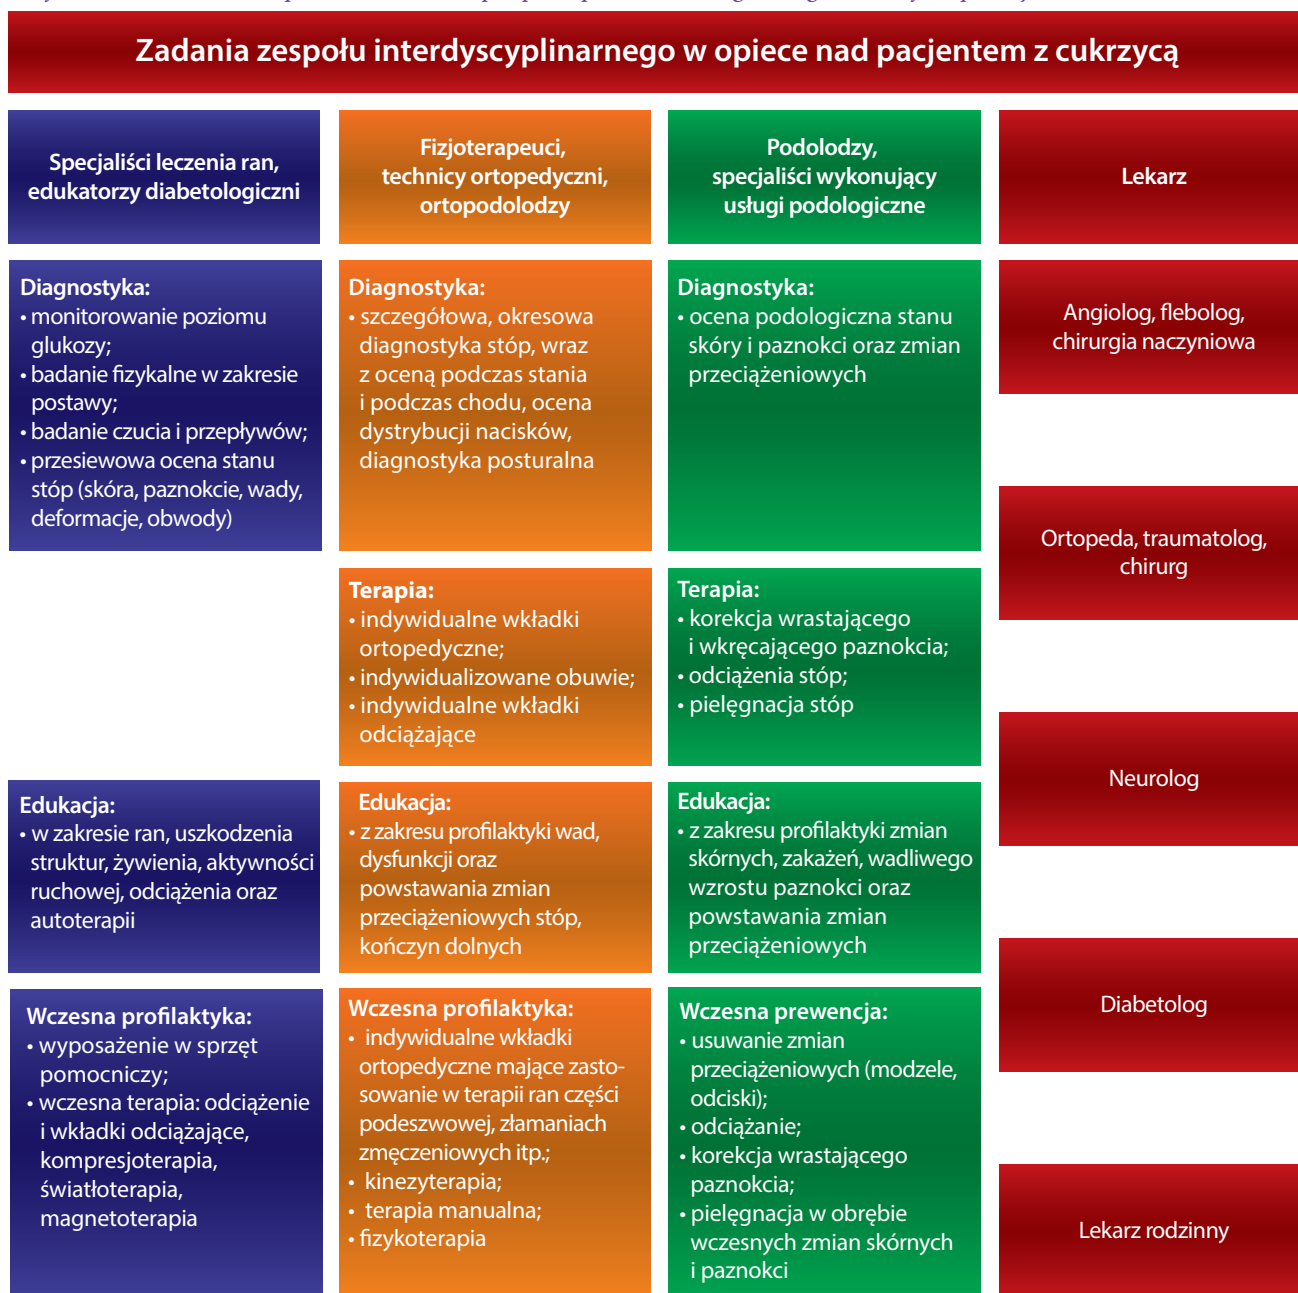 Zadania zespołu interdyscyplinarnego w opiece nad pacjentem z cukrzycą
Specjaliści leczenia ran,
edukatorzy diabetologiczni
Diagnostyka:
• monitorowanie poziomu
glukozy;
• badanie fizykalne w zakresie
postawy;
• badanie czucia i przepływów;
• przesiewowa ocena stanu
stóp (skóra, paznokcie, wady,
deformacje, obwody)
Edukacja:
• w zakresie ran, uszkodzenia
struktur, żywienia, aktywności
ruchowej, odciążenia oraz
autoterapii
Wczesna profilaktyka:
• wyposażenie w sprzęt
pomocniczy;
• wczesna terapia: odciążenie
i wkładki odciążające,
kompresjoterapia,
światłoterapia,
magnetoterapia
Fizjoterapeuci,
technicy ortopedyczni,
ortopodolodzy
Diagnostyka:
• szczegółowa, okresowa
diagnostyka stóp, wraz
z oceną podczas stania
i podczas chodu, ocena
dystrybucji nacisków,
diagnostyka posturalna
Terapia:
• indywidualne wkładki
ortopedyczne;
• indywidualizowane obuwie;
• indywidualne wkładki
odciążające
Edukacja:
• z zakresu profilaktyki wad,
dysfunkcji oraz
powstawania zmian
przeciążeniowych stóp,
kończyn dolnych
Wczesna profilaktyka:
• indywidualne wkładki
ortopedyczne mające zasto-
sowanie w terapii ran części
podeszwowej, złamaniach
zmęczeniowych itp.;
• kinezyterapia;
• terapia manualna;
• fizykoterapia
Podolodzy,
specjaliści wykonujący
usługi podologiczne
Diagnostyka:
• ocena podologiczna stanu
skóry i paznokci oraz zmian
przeciążeniowych
Terapia:
• korekcja wrastającego
i wkręcającego paznokcia;
• odciążenia stóp;
• pielęgnacja stóp
Edukacja:
• z zakresu profilaktyki zmian
skórnych, zakażeń, wadliwego
wzrostu paznokci oraz
powstawania zmian
przeciążeniowych
Wczesna prewencja:
• usuwanie zmian
przeciążeniowych (modzele,
odciski);
• odciążanie;
• korekcja wrastającego
paznokcia;
• pielęgnacja w obrębie
wczesnych zmian skórnych
i paznokci
Lekarz
Angiolog, flebolog,
chirurgia naczyniowa
Ortopeda, traumatolog,
chirurg
Neurolog
Diabetolog
Lekarz rodzinny